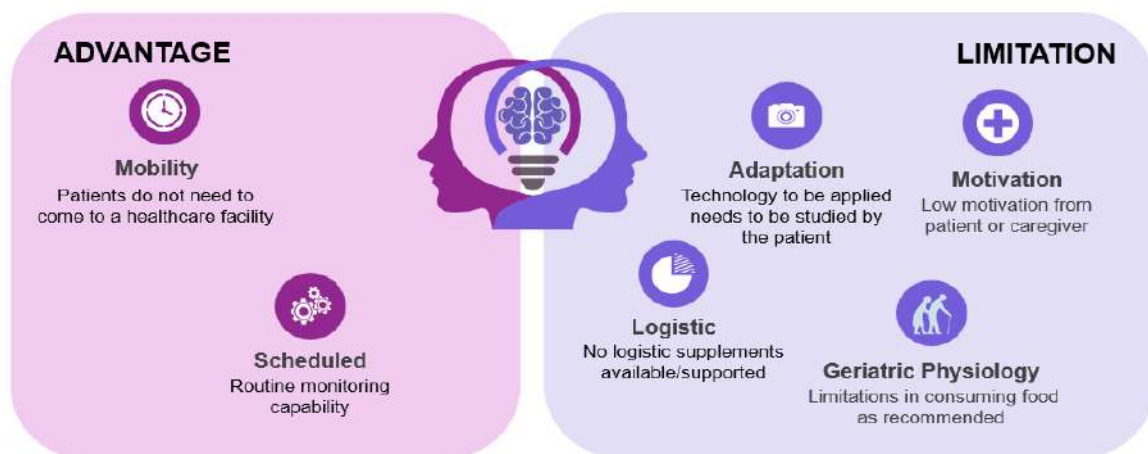 ADVANTAGE
Mobility
Patients do not need to
come to a healthcare facility
Scheduled
Routine monitoring
capability
LIMITATION
Adaptation
Technology to be applied
needs to be studied by
the patient
Motivation
Low motivation from
patient or caregiver
Logistic
No logistic supplements
available/supported
Geriatric Physiology
Limitations in consuming food
as recommended